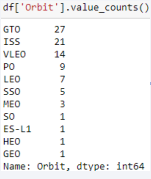 df['Orbit'].value_counts()
GTO 27
ISS 21
VLEO 14
PO 9
LEO 7
SSO 5
MEO 3
SO 1
ES-L1 1
HEO 1
GEO 1
Name: Orbit, dtype: int64